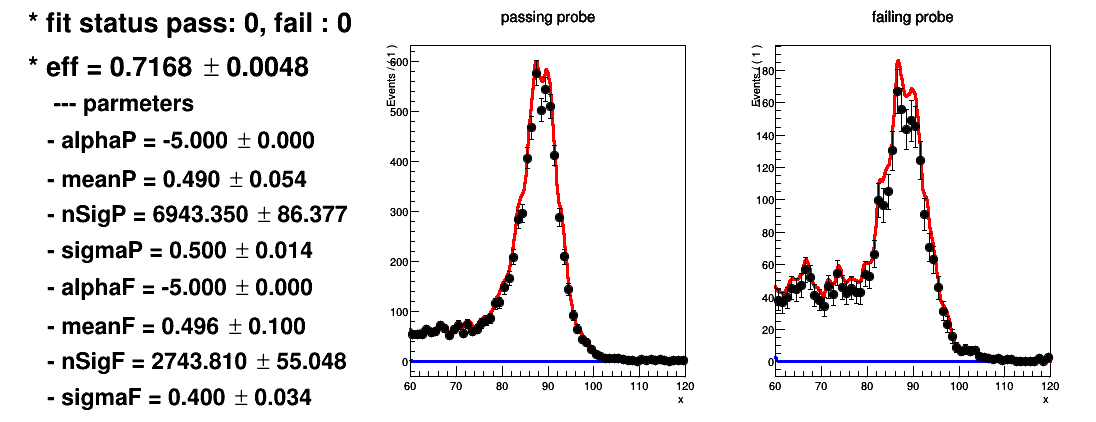 * fit status pass: 0, fail : 0
* eff = 0.7168 ± 0.0048
--- parmeters
- alphaP = -5.000 ± 0.000
- meanP = 0.490 ± 0.054
- nSigP = 6943.350 ± 86.377
- sigmaP = 0.500 ± 0.014
- alphaF = -5.000 ± 0.000
- meanF = 0.496 ± 0.100
- nSigF = 2743.810 ± 55.048
- sigmaF = 0.400 ± 0.034
passing probe
Events / ( 1 )
600
500
400
300
200
100
0
60 70 80 90 100 110 120
x
failing probe
Events / ( 1 )
180
160
140
120
100
80
60
40
20
0
60 70 80 90 100 110 120
x